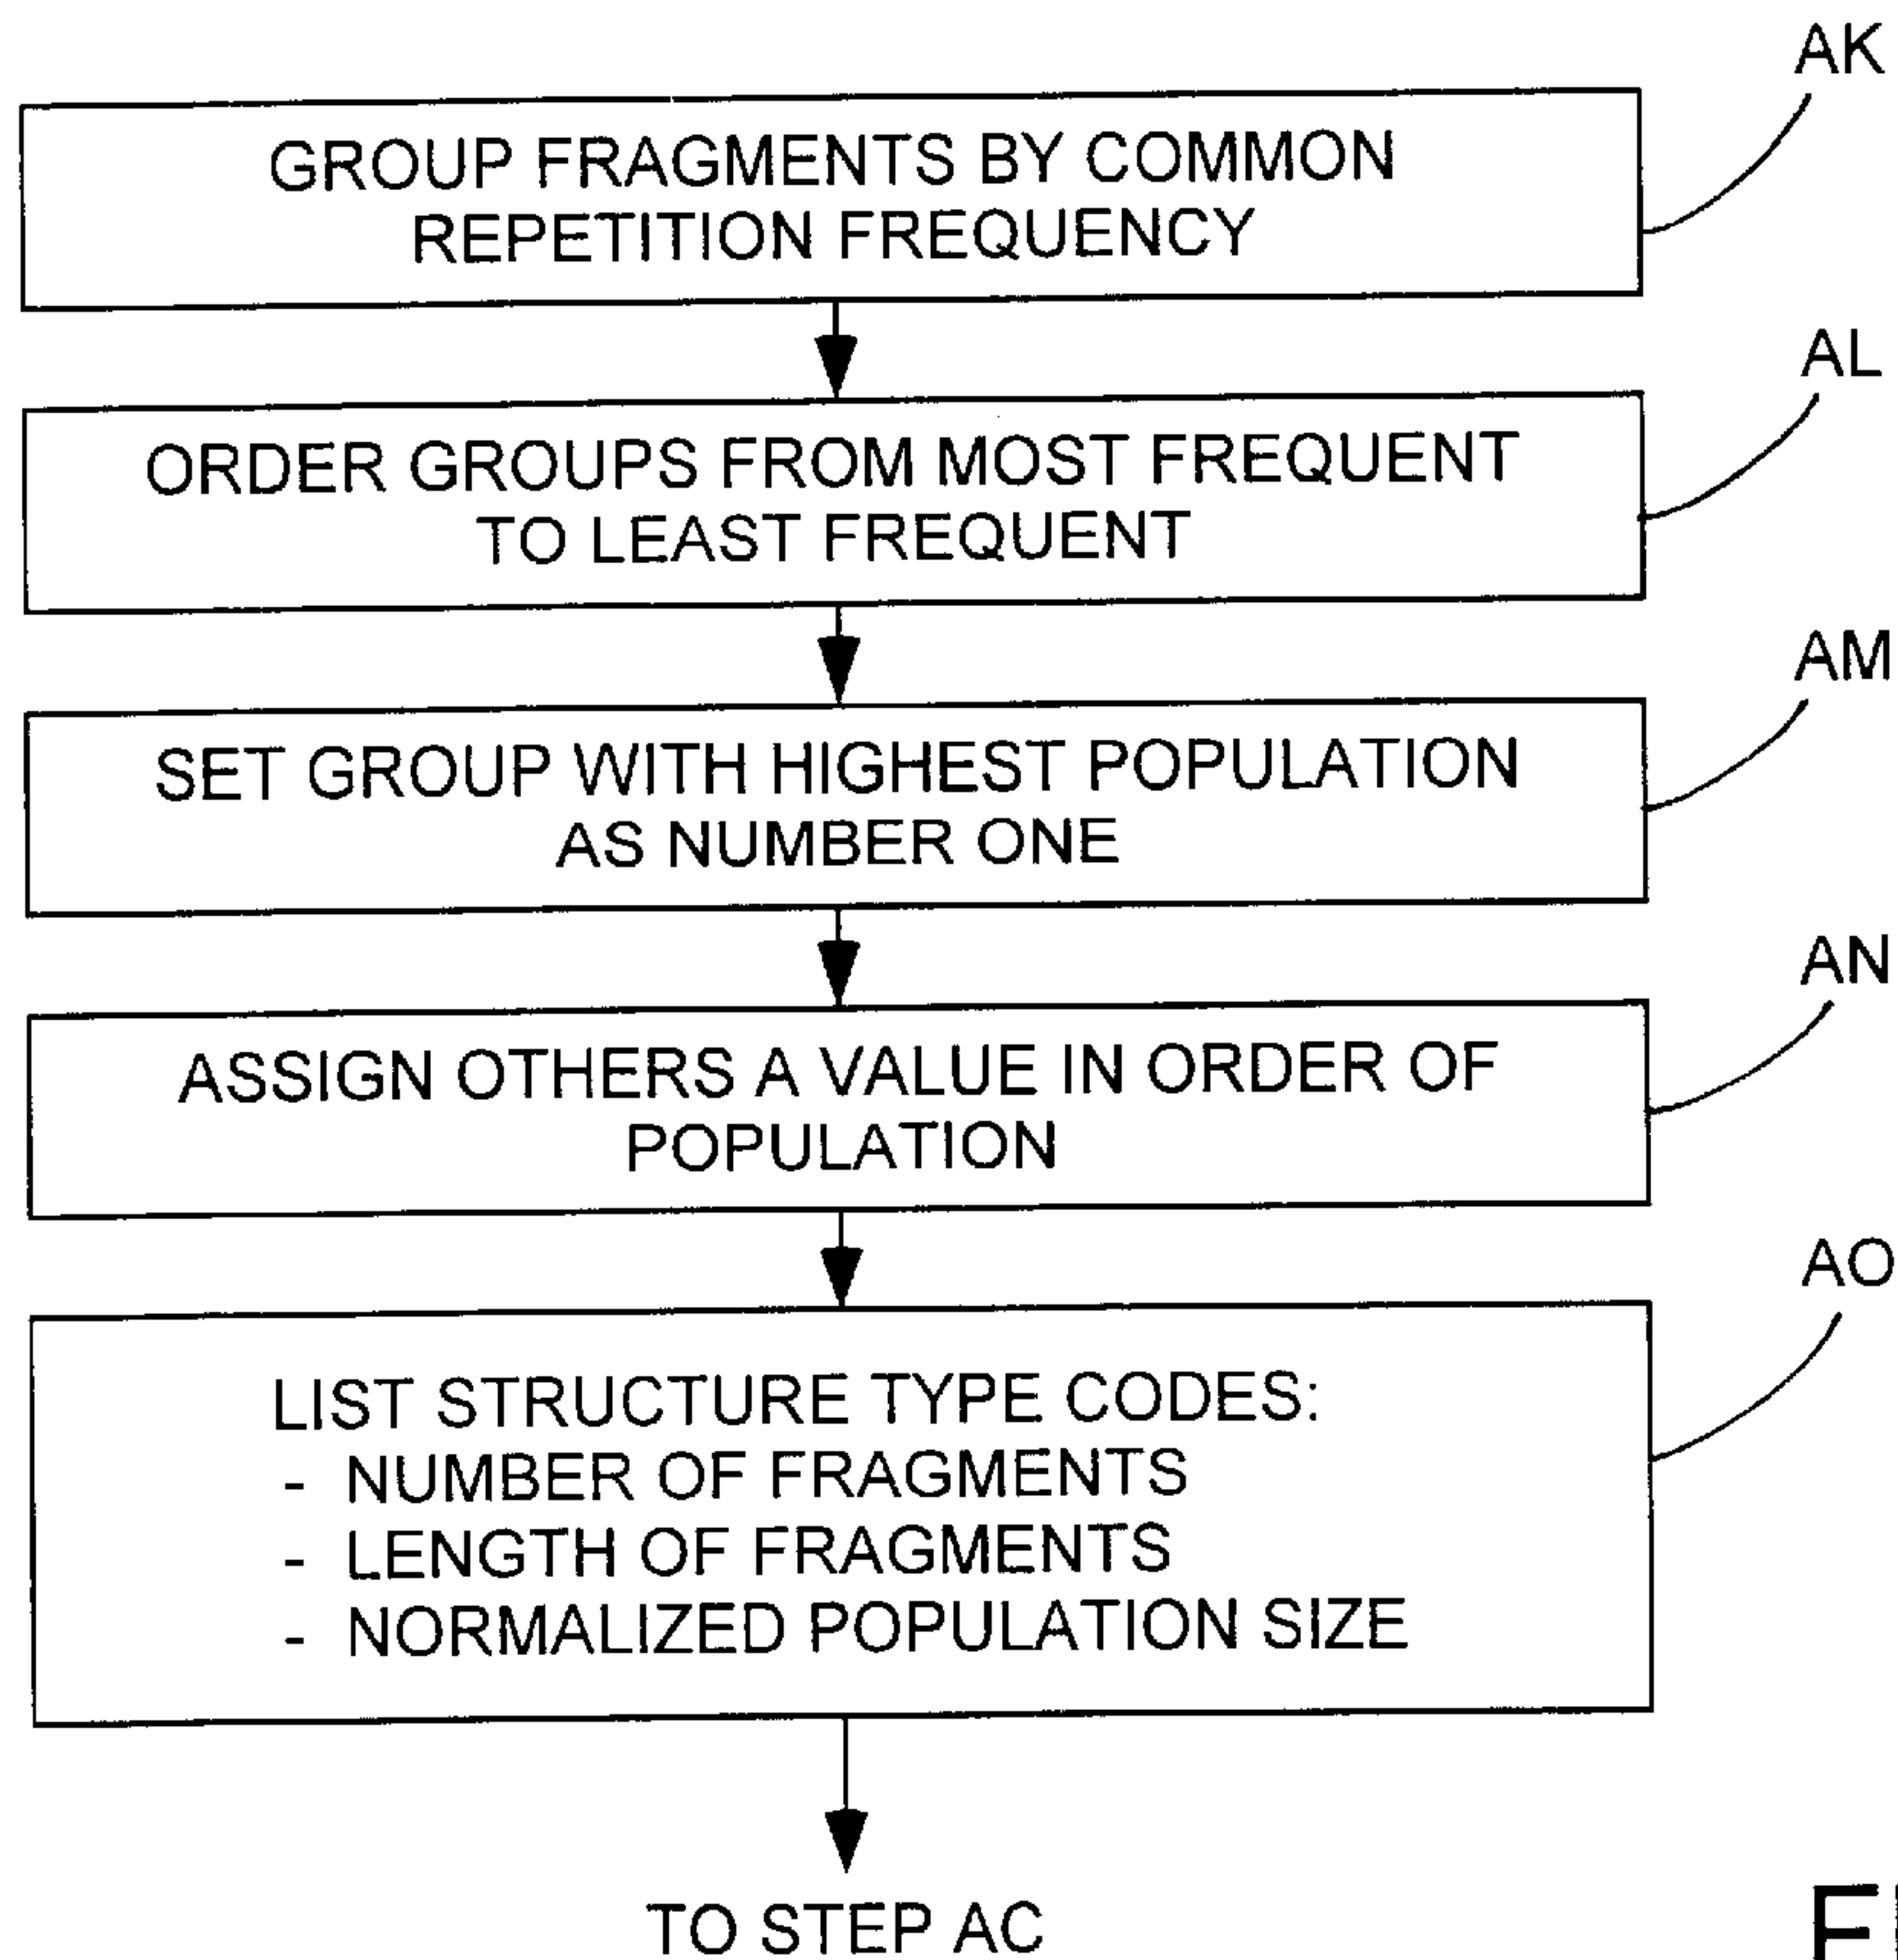 AK
GROUP FRAGMENTS BY COMMON
REPETITION FREQUENCY
AL
ORDER GROUPS FROM MOST FREQUENT
TO LEAST FREQUENT
AM
SET GROUP WITH HIGHEST POPULATION
AS NUMBER ONE
AN
ASSIGN OTHERS A VALUE IN ORDER OF
POPULATION
AO
LIST STRUCTURE TYPE CODES:
- NUMBER OF FRAGMENTS
- LENGTH OF FRAGMENTS
- NORMALIZED POPULATION SIZE
TO STEP AC